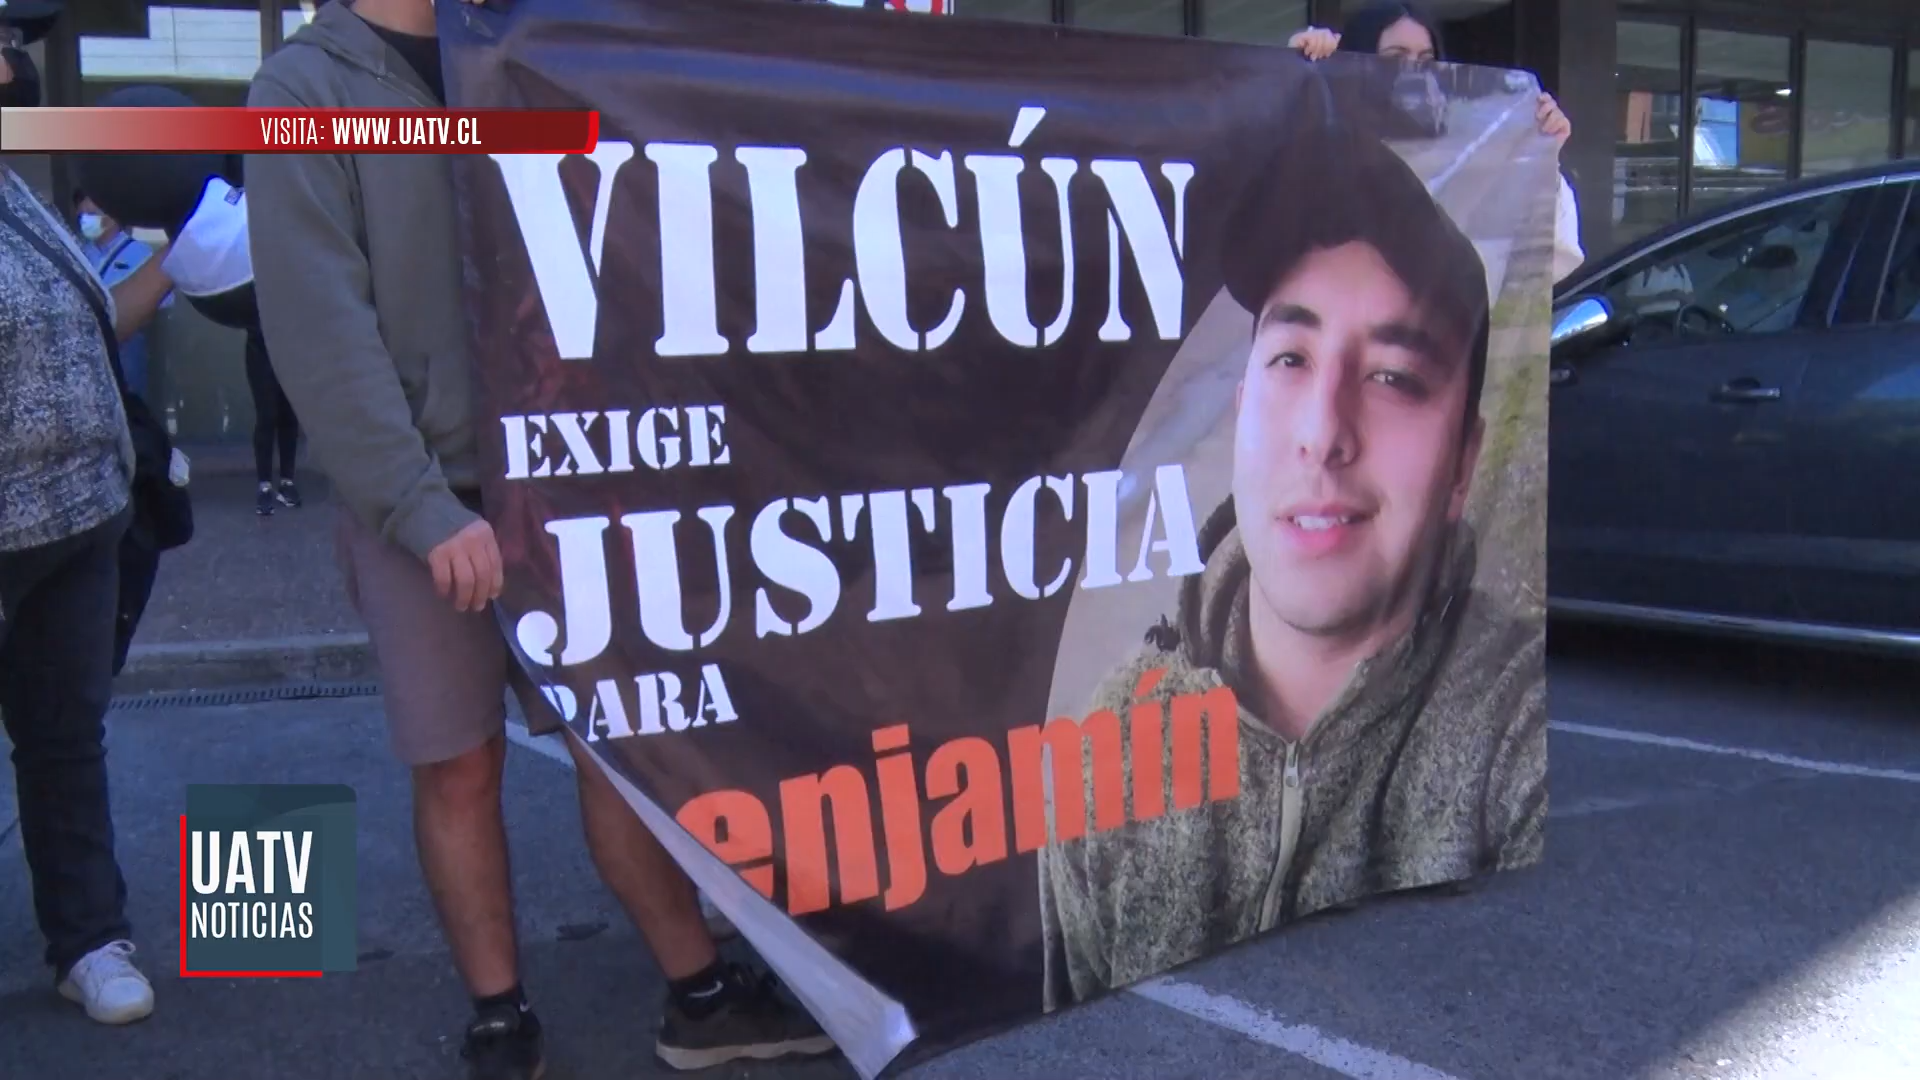 VISITA: WWW.UATV.CL
VILCÚN
EXIGE
JUSTICIA
PARA
enjamín
UATV
NOTICIAS